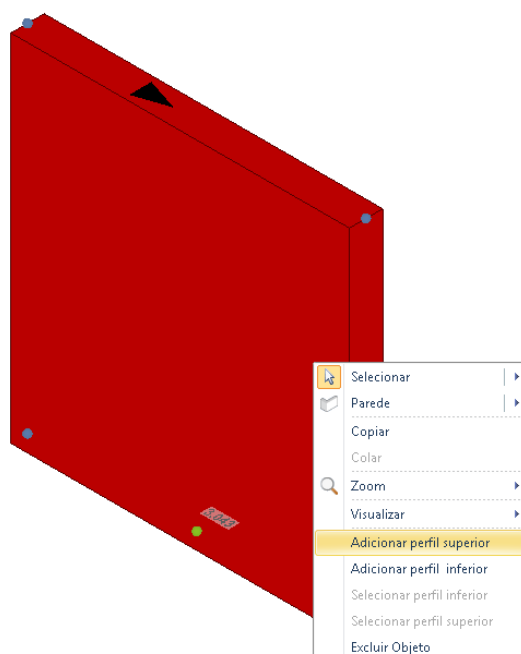 Selecionar
Parede
Copiar
Colar
Zoom
Visualizar
Adicionar perfil superior
Adicionar perfil inferior
Selecionar perfil inferior
Selecionar perfil superior
Excluir Objeto